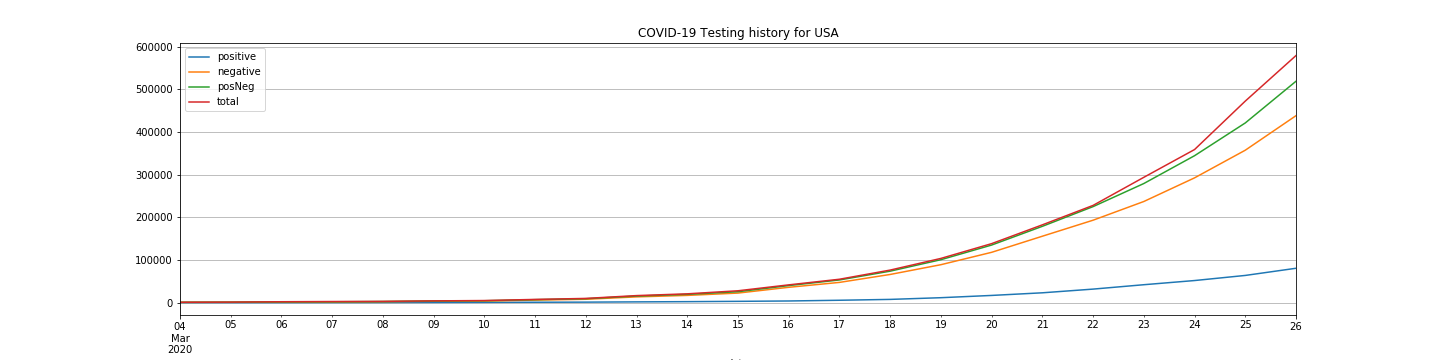 COVID-19 Testing history for USA
600000
500000
400000
300000
200000
100000
0
positive
negative
posNeg
total
04 05 06 07 08 09 10 11 12 13 14 15 16 17 18 19 20 21 22 23 24 25 26
Mar
2020